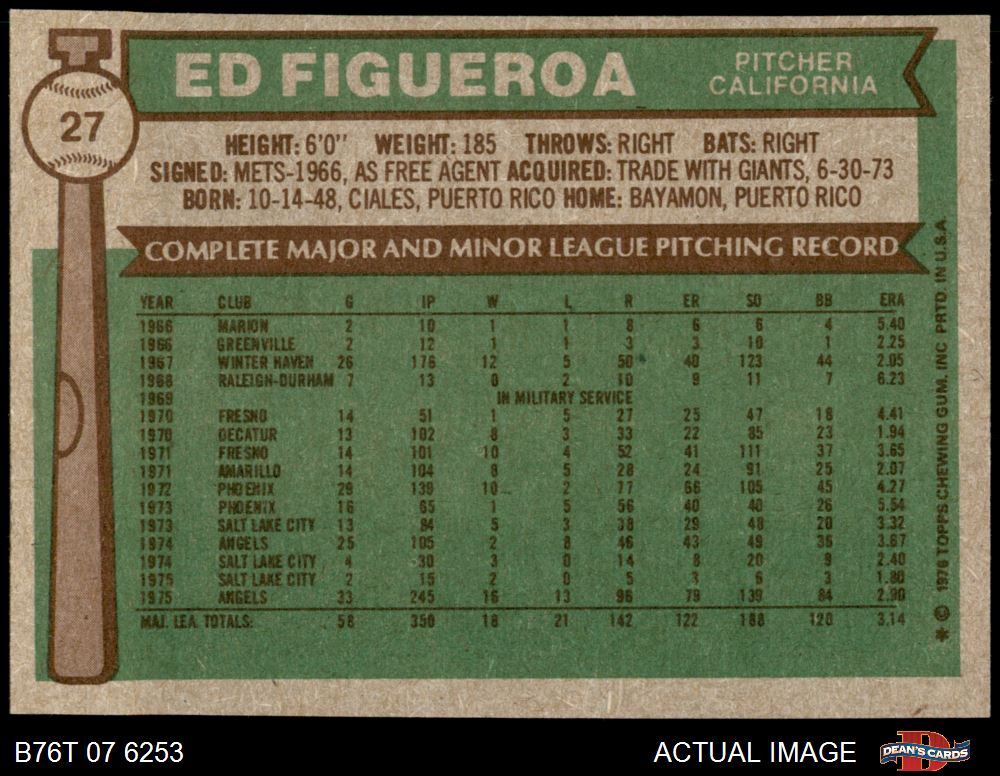 ED FIGUEROA
PITCHER
CALIFORNIA
27
HEIGHT: 6'0'' WEIGHT: 185 THROWS: RIGHT BATS: RIGHT
SIGNED: METS-1966, AS FREE AGENT ACQUIRED: TRADE WITH GIANTS, 6-30-73
BORN: 10-14-48, CIALES, PUERTO RICO HOME: BAYAMON, PUERTO RICO
COMPLETE MAJOR AND MINOR LEAGUE PITCHING RECORD
YEAR CLUB G IP W L R ER SO BB ERA
1966 MARION 2 10 1 1 8 6 6 4 5.40
1966 GREENVILLE 2 12 1 1 3 3 10 1 2.25
1967 WINTER HAVEN 26 176 12 5 50 40 123 44 2.05
1968 RALEIGH-DURHAM 7 13 0 2 10 9 11 7 6.23
1969 IN MILITARY SERVICE
1970 FRESNO 14 51 1 5 27 25 47 18 4.41
1970 DECATUR 13 102 8 3 33 22 85 23 1.94
1971 FRESNO 14 101 10 4 52 41 111 37 3.65
1971 AMARILLO 14 104 8 5 28 24 91 25 2.07
1972 PHOENIX 29 139 10 2 77 66 105 45 4.27
1973 PHOENIX 16 65 1 5 56 40 40 26 5.54
1973 SALT LAKE CITY 13 84 5 3 38 29 48 20 3.32
1974 ANGELS 25 105 2 8 46 43 49 36 3.67
1974 SALT LAKE CITY 4 30 3 0 14 8 20 9 2.40
1975 SALT LAKE CITY 2 15 2 0 5 3 6 3 1.80
1975 ANGELS 33 245 16 13 96 79 139 84 2.90
MAJ. LEA. TOTALS: 58 350 18 21 142 122 188 120 3.14
* © 1976 TOPPS CHEWING GUM, INC PRTD IN U.S.A.
B76T 07 6253
ACTUAL IMAGE
DEAN'S CARDS